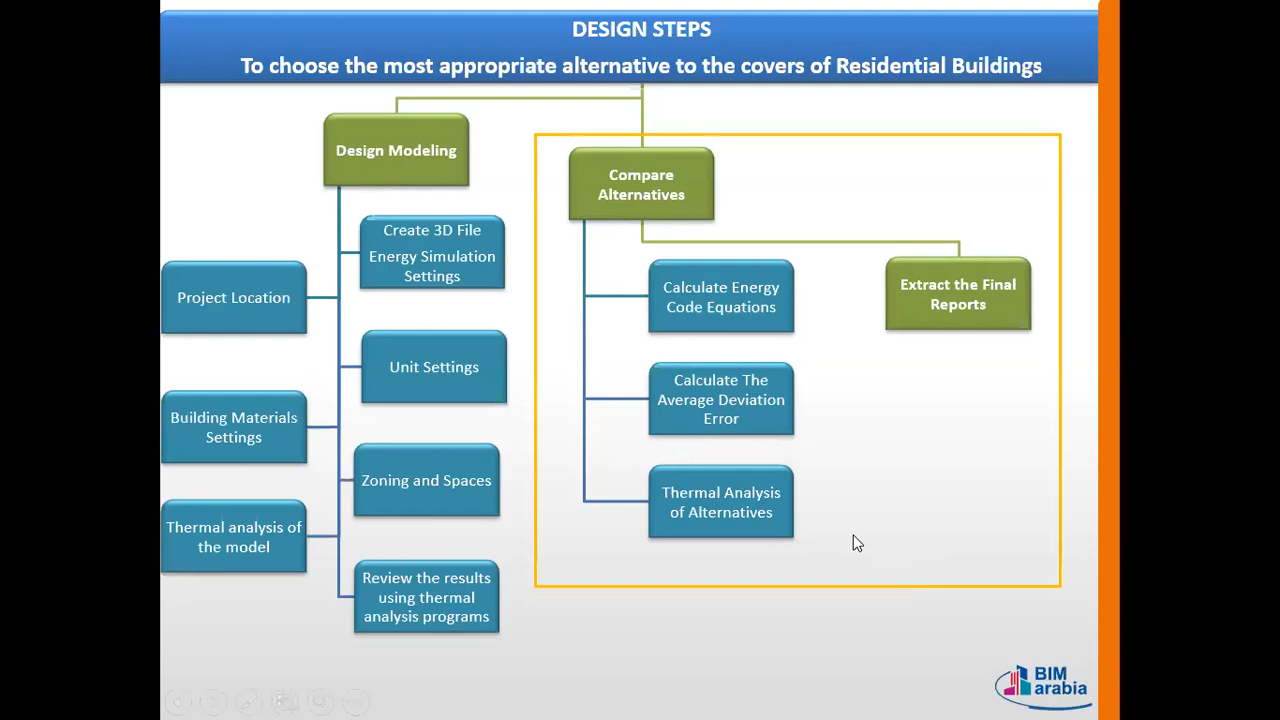 DESIGN STEPS
To choose the most appropriate alternative to the covers of Residential Buildings
Design Modeling
Create 3D File
Energy Simulation
Settings
Project Location
Unit Settings
Building Materials
Settings
Zoning and Spaces
Thermal analysis of
the model
Review the results
using thermal
analysis programs
Compare
Alternatives
Calculate Energy
Code Equations
Calculate The
Average Deviation
Error
Thermal Analysis
of Alternatives
Extract the Final
Reports
BIM
arabia